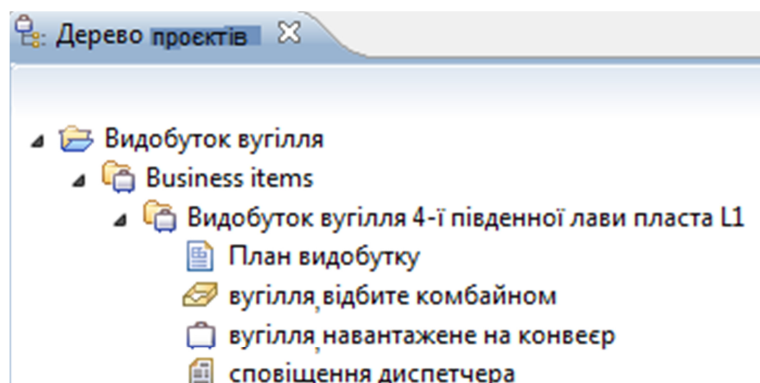 Дерево проєктів
Видобуток вугілля
Business items
Видобуток вугілля 4-ї південної лави пласта L1
План видобутку
вугілля,відбите комбайном
вугілля,навантажене на конвеєр
сповіщення диспетчера